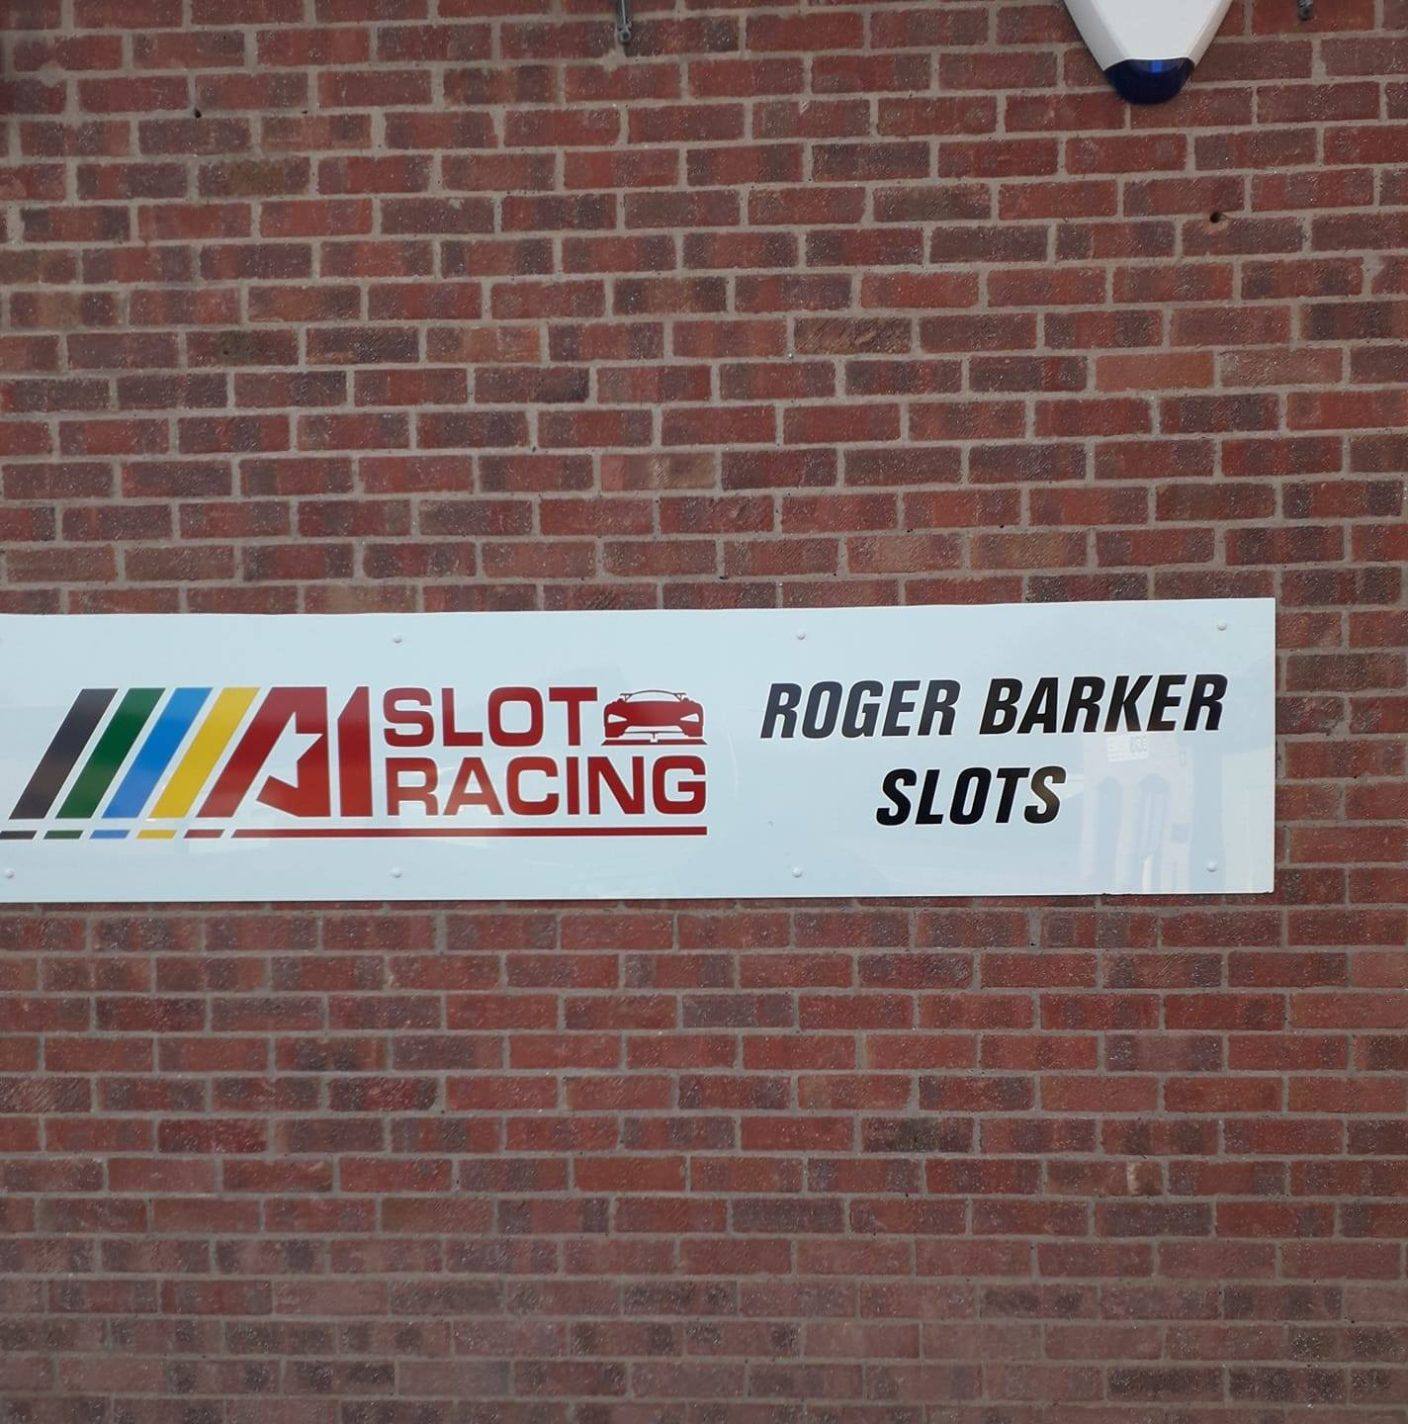 A1 SLOT
RACING
ROGER BARKER
SLOTS